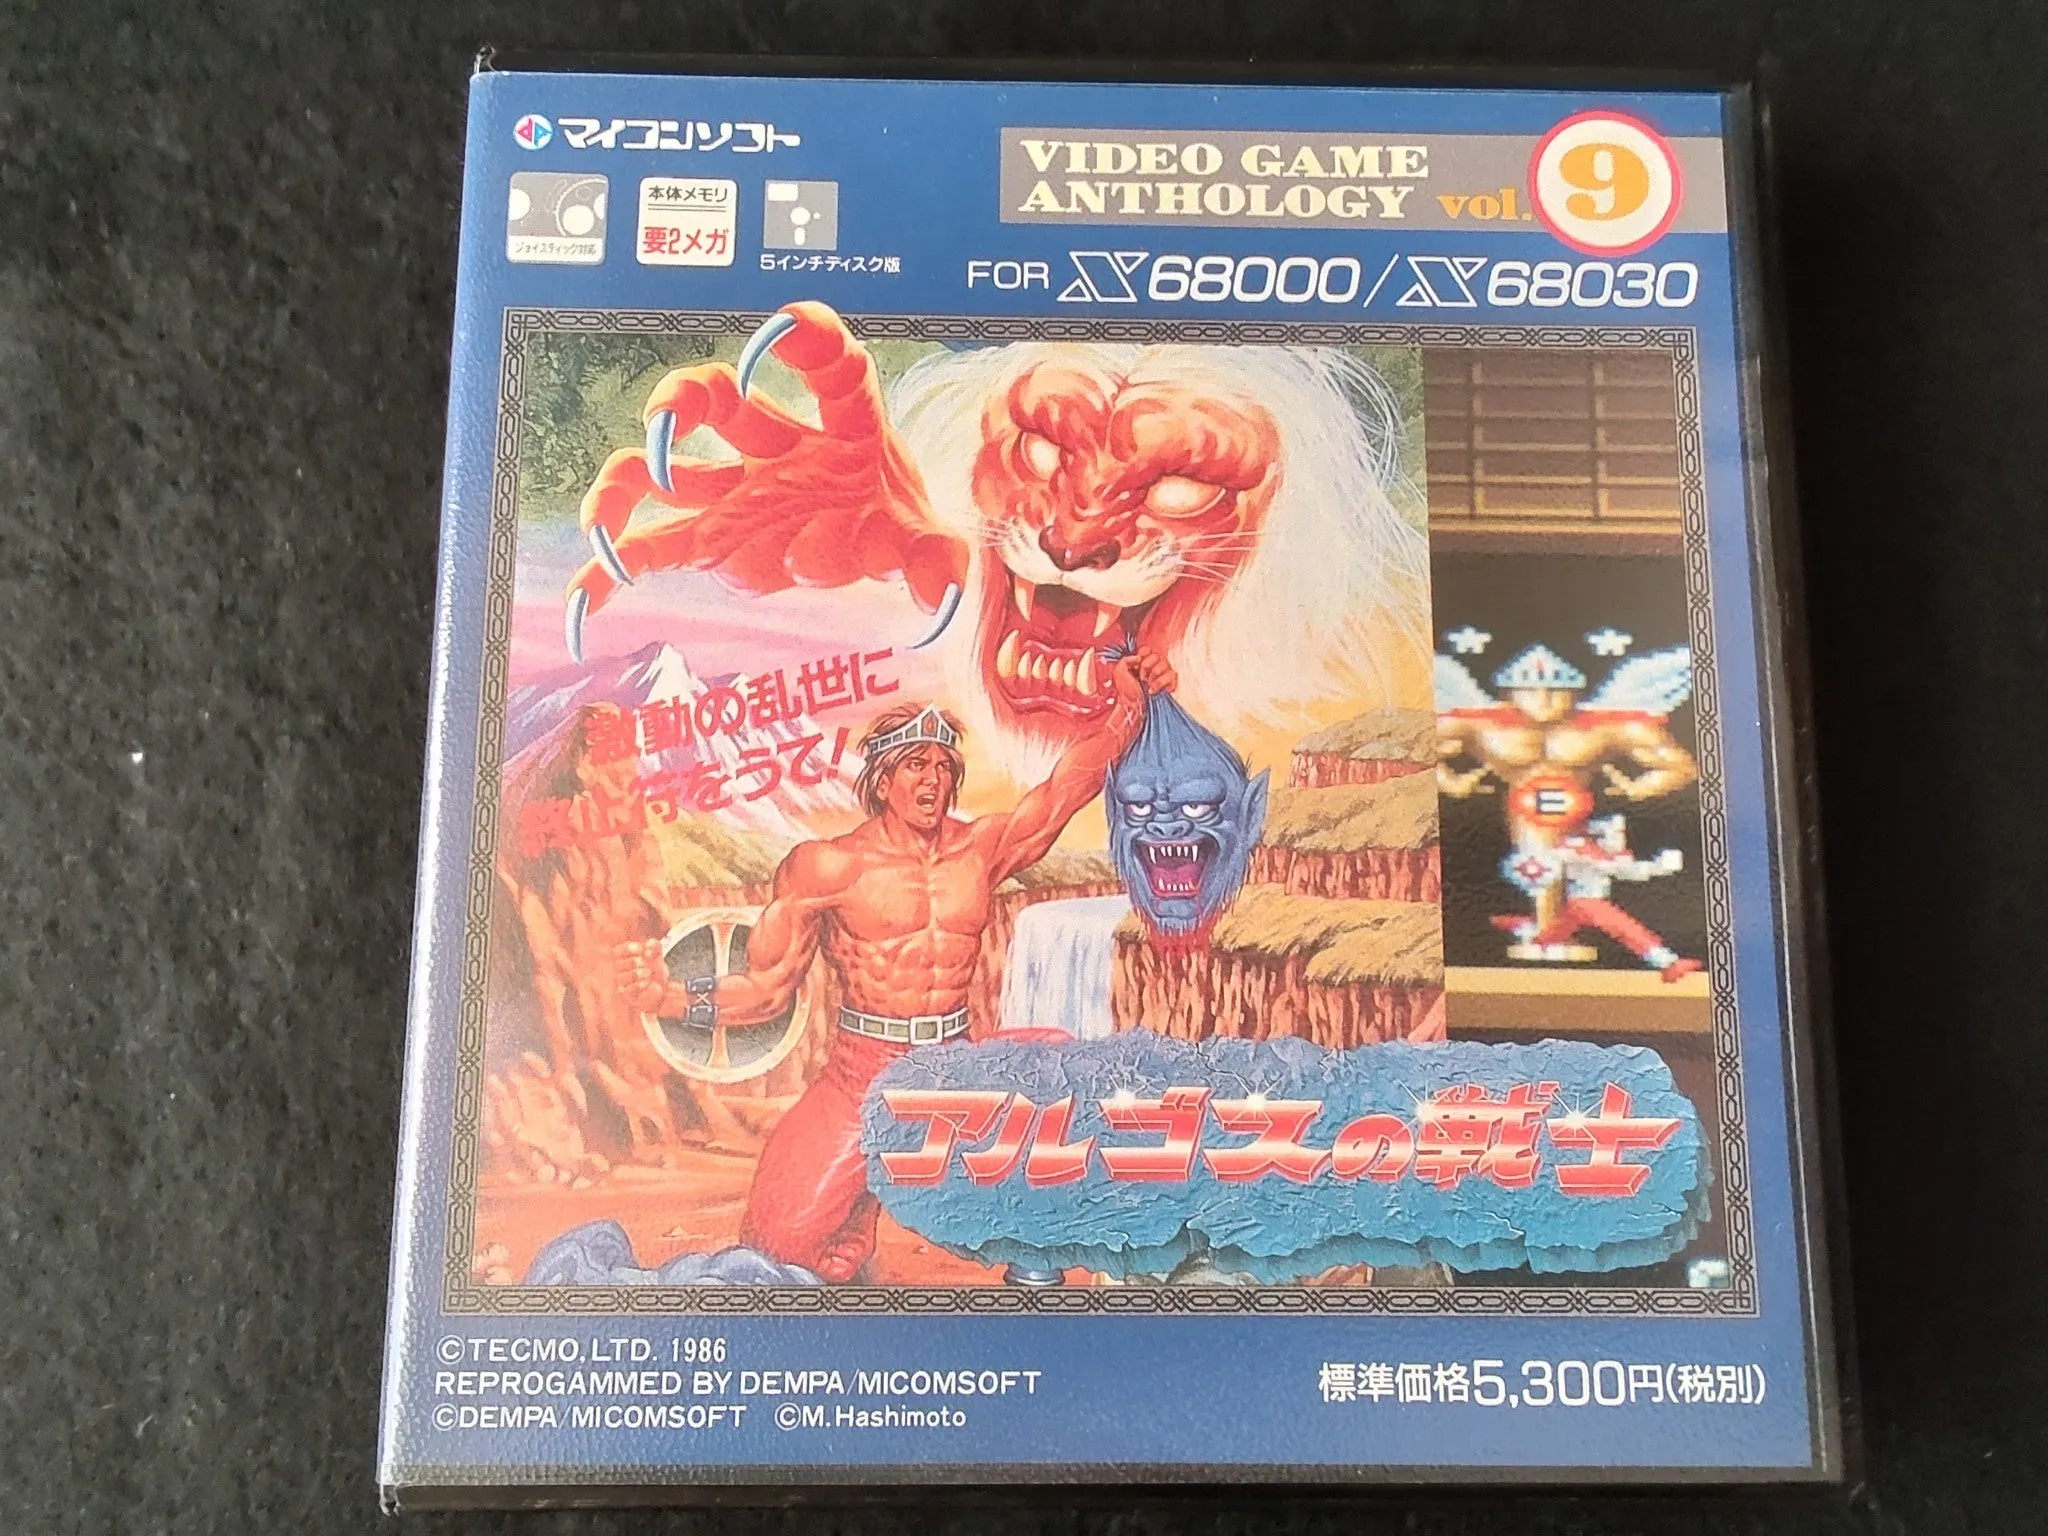 マイコンソフト
VIDEO GAME
ANTHOLOGY vol. 9
ジョイスティック対応
本体メモリ
要2メガ
5インチディスク版
FOR X68000/X68030
激動の乱世に
終止符をうて!
アルゴスの戦士
©TECMO,LTD. 1986
REPROGAMMED BY DEMPA/MICOMSOFT
©DEMPA/MICOMSOFT ©M.Hashimoto
標準価格5,300円(税別)